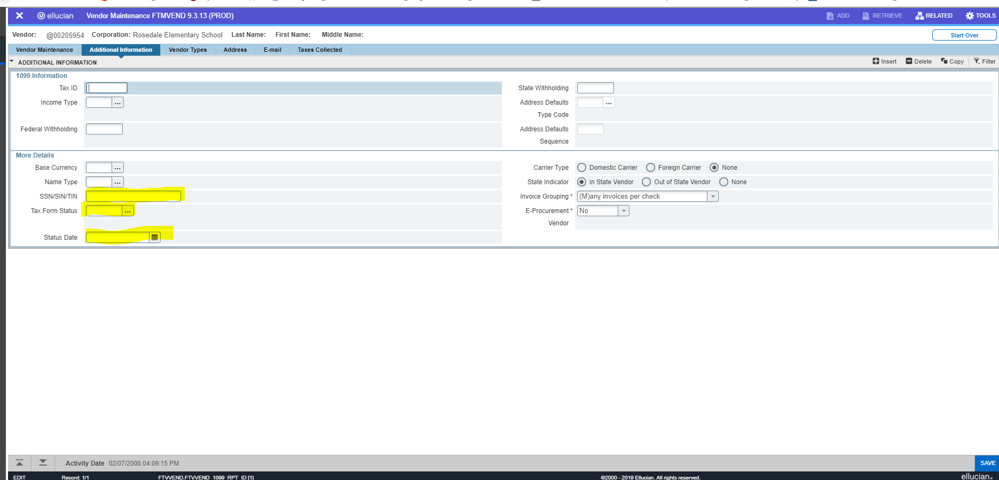 ellucian Vendor Maintenance FTMVEND 9.3.13 (PROD) ADD RETRIEVE RELATED TOOLS
Vendor: @00205954 Corporation: Rosedale Elementary School Last Name: First Name: Middle Name: Start Over
Vendor Maintenance Additional Information Vendor Types Address E-mail Taxes Collected
ADDITIONAL INFORMATION Insert Delete Copy Filter
1099 Information
Tax ID State Withholding
Income Type ... Address Defaults ...
Type Code
Federal Withholding Address Defaults
Sequence
More Details
Base Currency ... Carrier Type Domestic Carrier Foreign Carrier None
Name Type ... State Indicator In State Vendor Out of State Vendor None
SSN/SIN/TIN Invoice Grouping * (M)any invoices per check
Tax Form Status ... E-Procurement * No
Vendor
Status Date
Activity Date 02/07/2008 04:09:15 PM SAVE
EDIT Record: 1/1 FTVVEND.FTVVEND_1099_RPT_ID [1] ©2000 - 2019 Ellucian. All rights reserved. ellucian